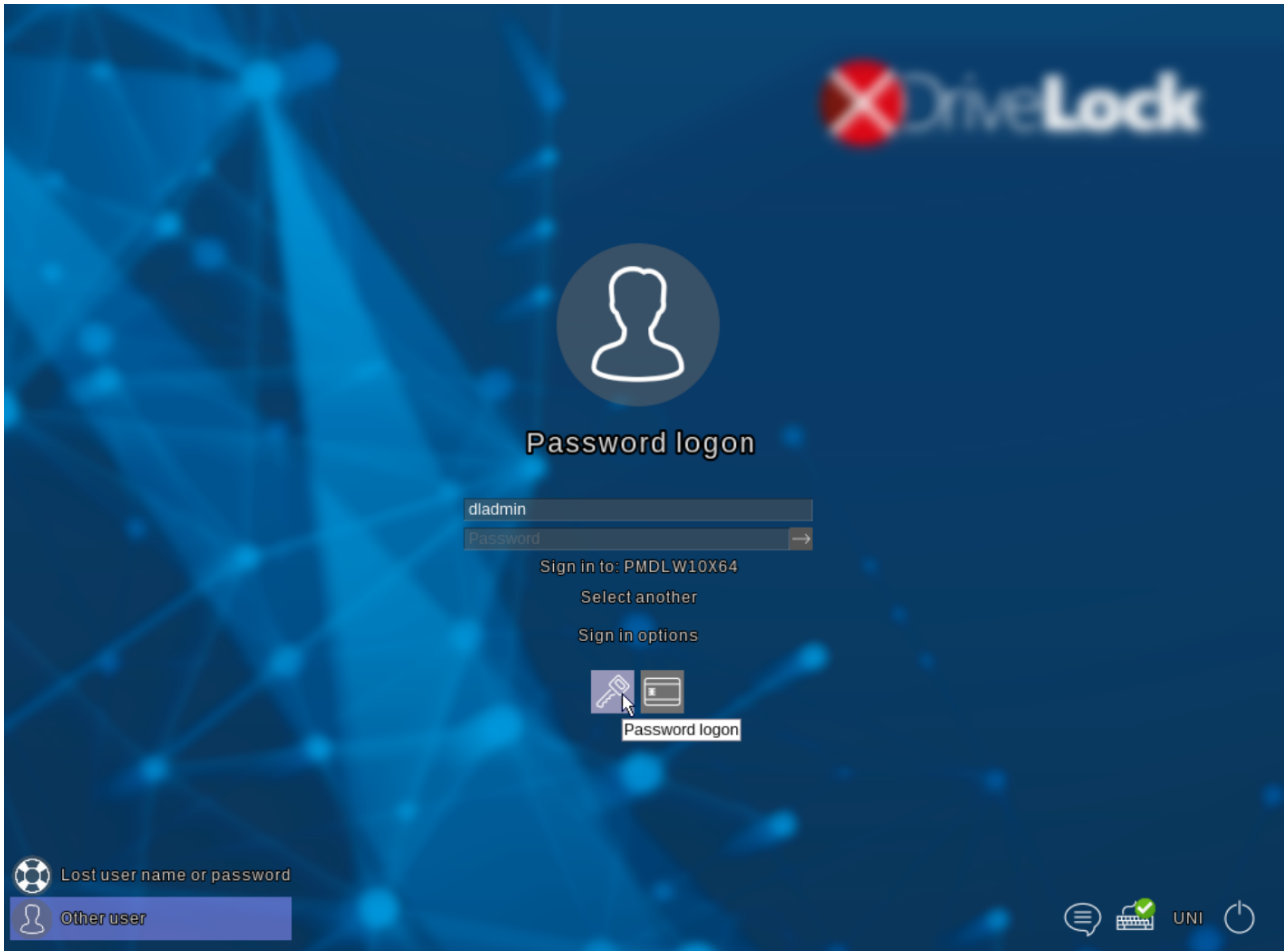 DriveLock
Password logon
dladmin
Password
Sign in to: PMDLW10X64
Select another
Sign in options
Password logon
Lost user name or password
Other user
UNI